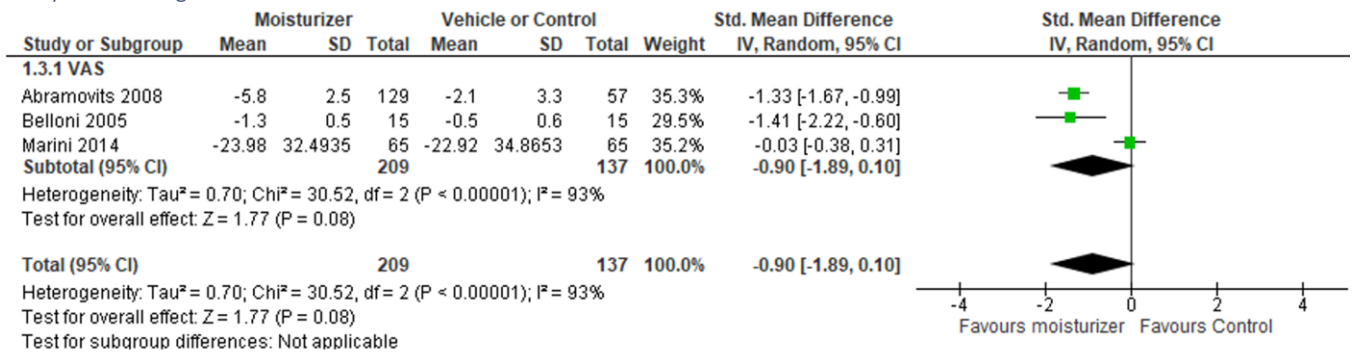 Moisturizer Vehicle or Control Std. Mean Difference Std. Mean Difference
Study or Subgroup Mean SD Total Mean SD Total Weight IV, Random, 95% CI IV, Random, 95% CI
1.3.1 VAS
Abramovits 2008 -5.8 2.5 129 -2.1 3.3 57 35.3% -1.33 [-1.67, -0.99]
Belloni 2005 -1.3 0.5 15 -0.5 0.6 15 29.5% -1.41 [-2.22, -0.60]
Marini 2014 -23.98 32.4935 65 -22.92 34.8653 65 35.2% -0.03 [-0.38, 0.31]
Subtotal (95% CI) 209 137 100.0% -0.90 [-1.89, 0.10]
Heterogeneity: Tau² = 0.70; Chi² = 30.52, df = 2 (P < 0.00001); I² = 93%
Test for overall effect: Z = 1.77 (P = 0.08)
Total (95% CI) 209 137 100.0% -0.90 [-1.89, 0.10]
Heterogeneity: Tau² = 0.70; Chi² = 30.52, df = 2 (P < 0.00001); I² = 93%
Test for overall effect: Z = 1.77 (P = 0.08)
Test for subgroup differences: Not applicable
-4 -2 0 2 4
Favours moisturizer Favours Control